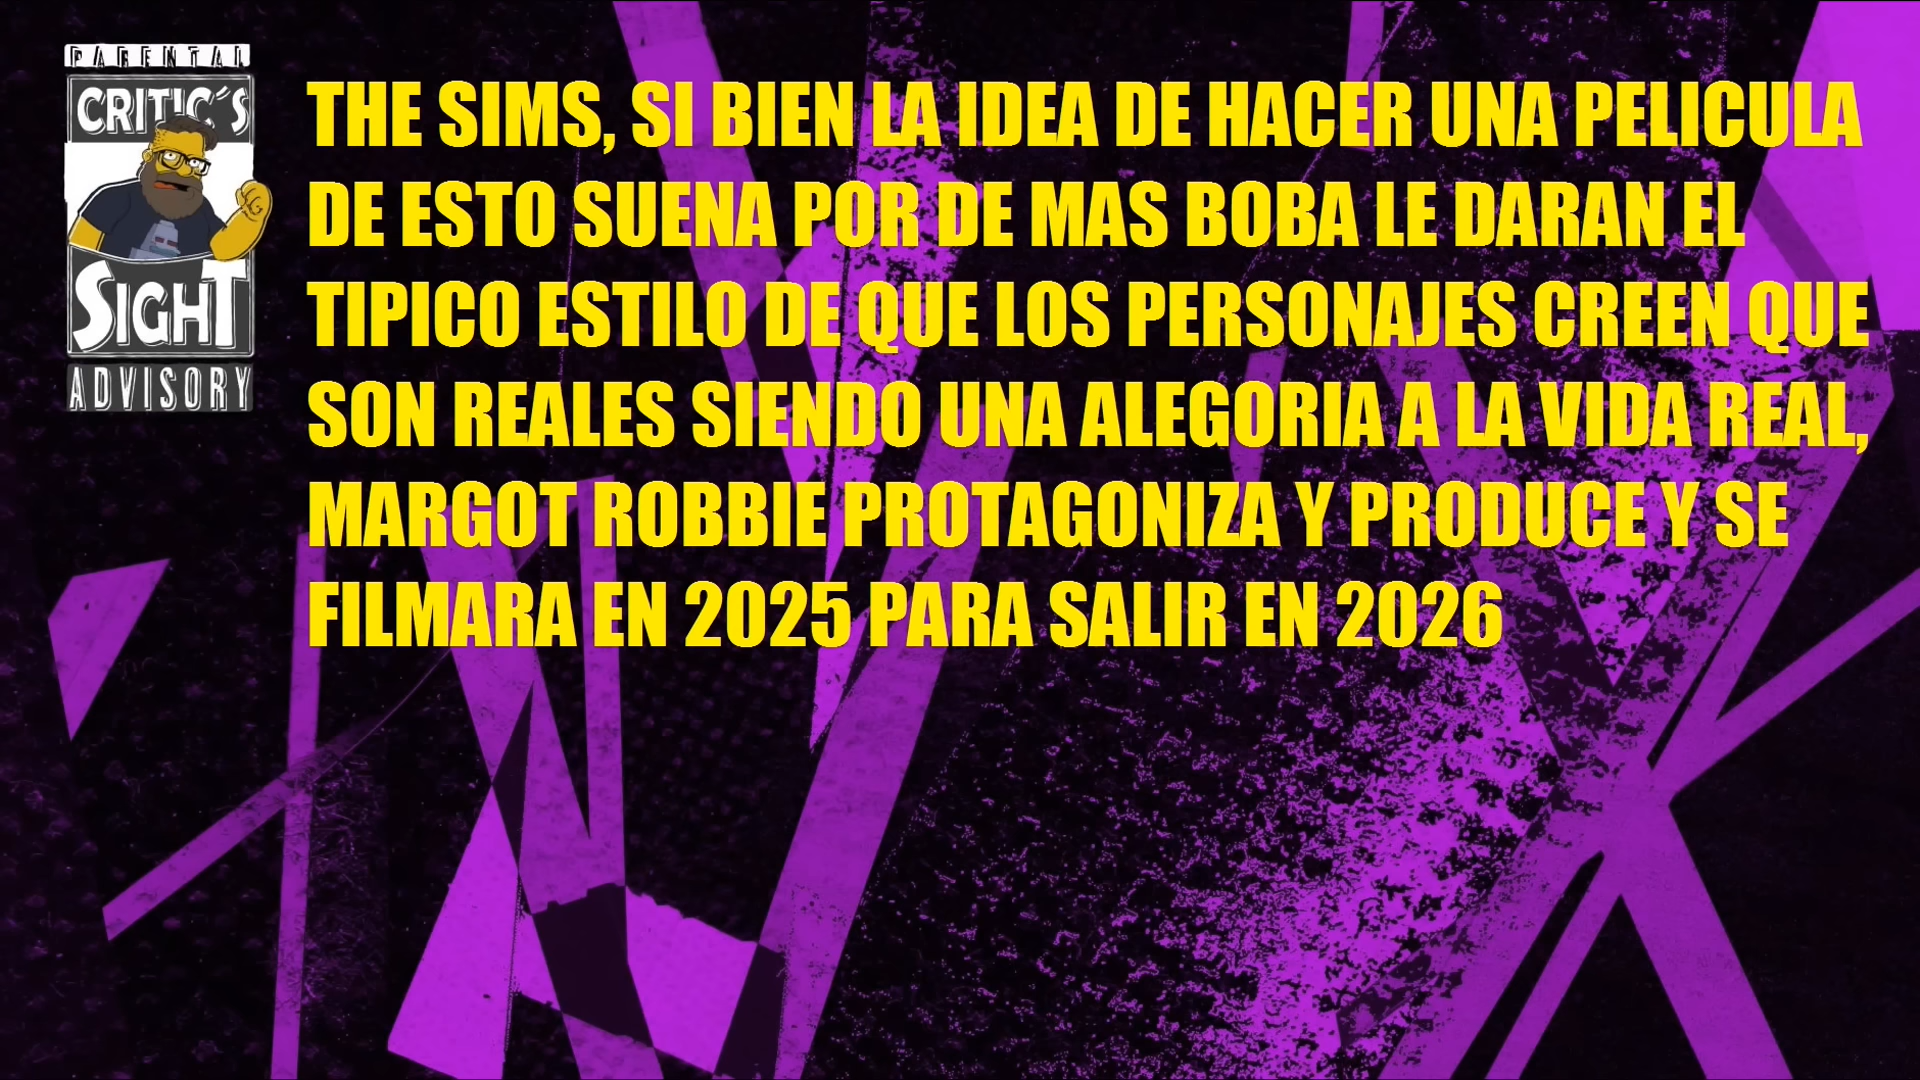 PARENTAL
CRITIC´S
SIGHT
ADVISORY
THE SIMS, SI BIEN LA IDEA DE HACER UNA PELICULA
DE ESTO SUENA POR DE MAS BOBA LE DARAN EL
TIPICO ESTILO DE QUE LOS PERSONAJES CREEN QUE
SON REALES SIENDO UNA ALEGORIA A LA VIDA REAL,
MARGOT ROBBIE PROTAGONIZA Y PRODUCE Y SE
FILMARA EN 2025 PARA SALIR EN 2026